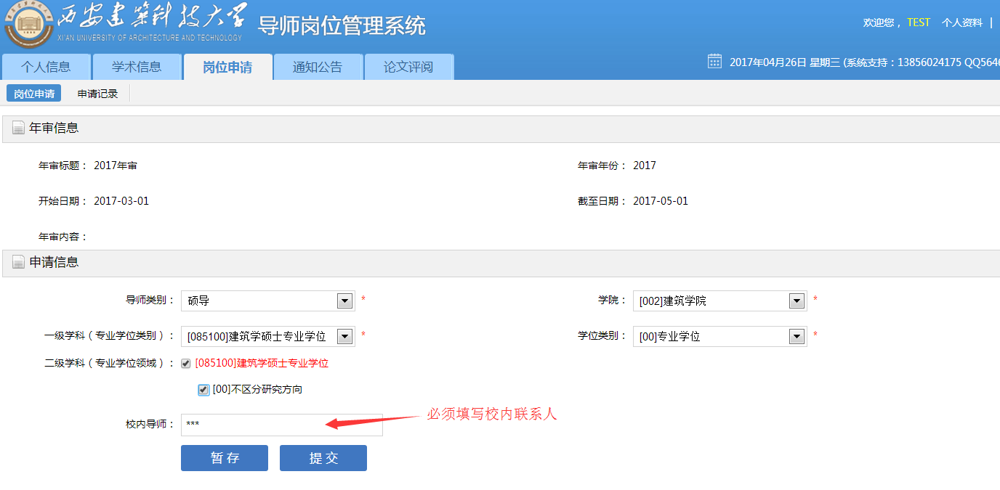 西安建筑科技大学 导师岗位管理系统
XI'AN UNIVERSITY OF ARCHITECTURE AND TECHNOLOGY
欢迎您， TEST 个人资料 |
个人信息 学术信息 岗位申请 通知公告 论文评阅
2017年04月26日 星期三 (系统支持：13856024175 QQ5646
岗位申请 申请记录
年审信息
年审标题： 2017年审 年审年份： 2017
开始日期： 2017-03-01 截至日期： 2017-05-01
年审内容：
申请信息
导师类别： 硕导 * 学院： [002]建筑学院 *
一级学科（专业学位类别）： [085100]建筑学硕士专业学位 * 学位类别： [00]专业学位 *
二级学科（专业学位领域）： [085100]建筑学硕士专业学位
[00]不区分研究方向
必须填写校内联系人
校内导师： ***
暂 存 提 交